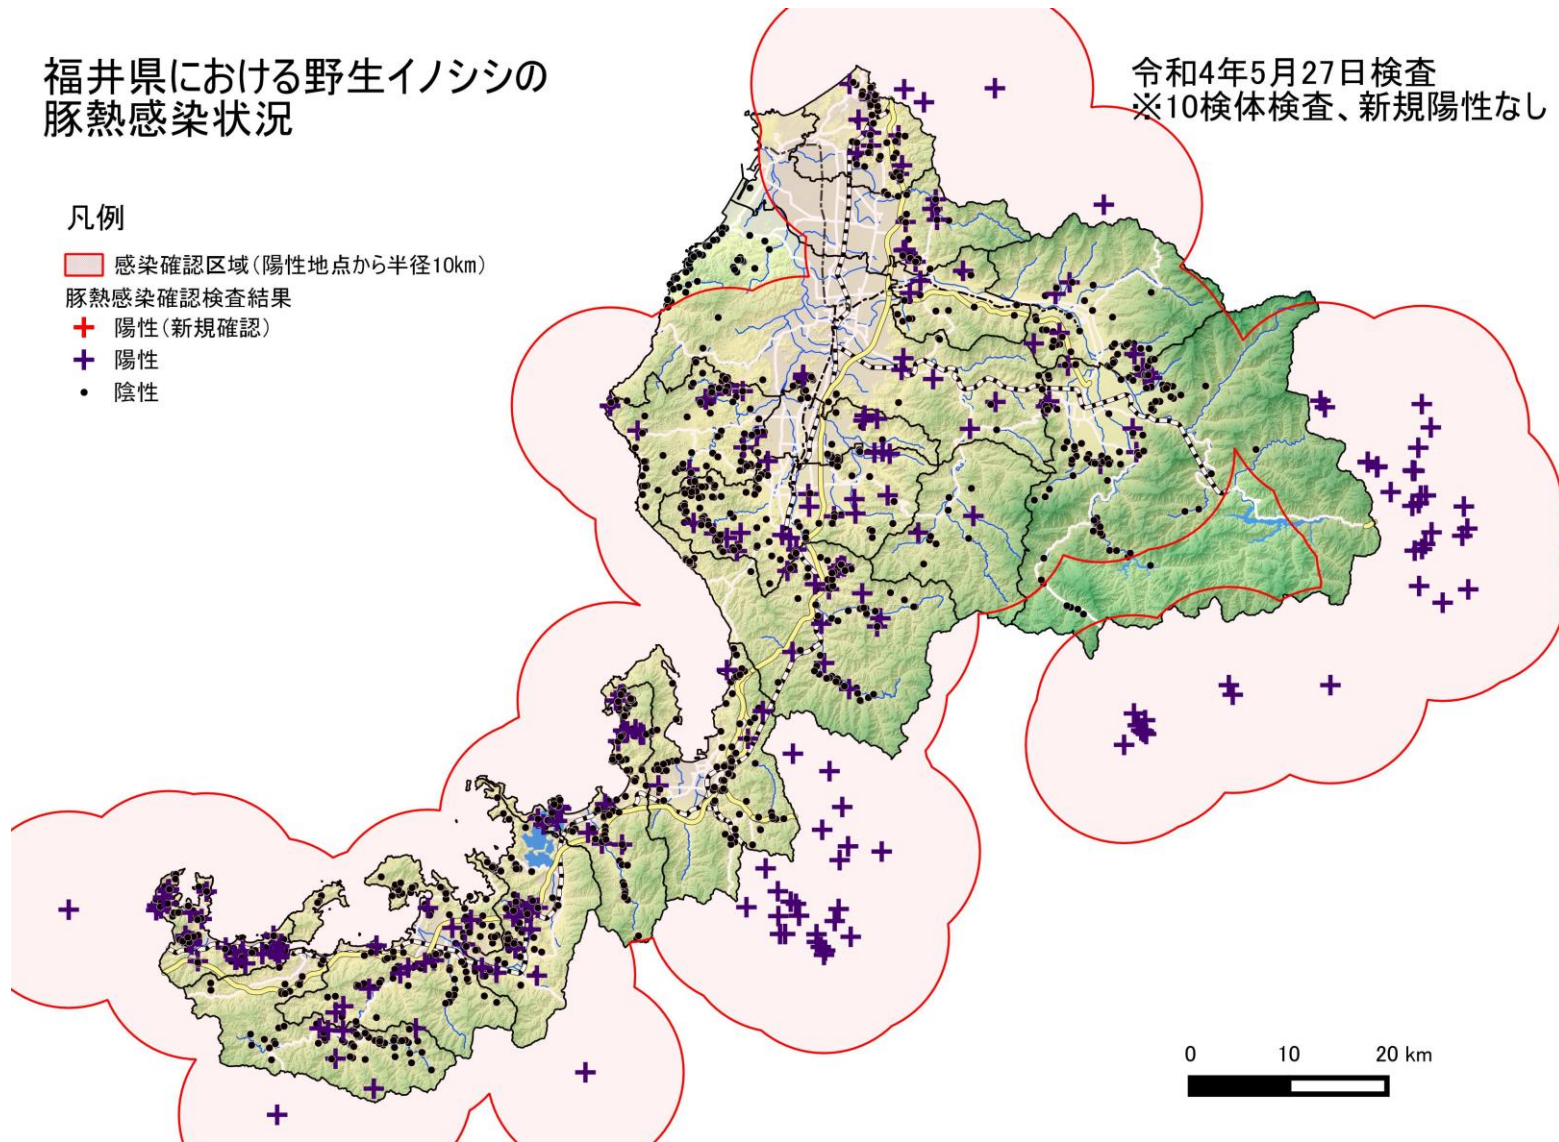 福井県における野生イノシシの
豚熱感染状況
令和4年5月27日検査
※10検体検査、新規陽性なし
凡例
感染確認区域(陽性地点から半径10km)
豚熱感染確認検査結果
陽性(新規確認)
陽性
陰性
0 10 20 km